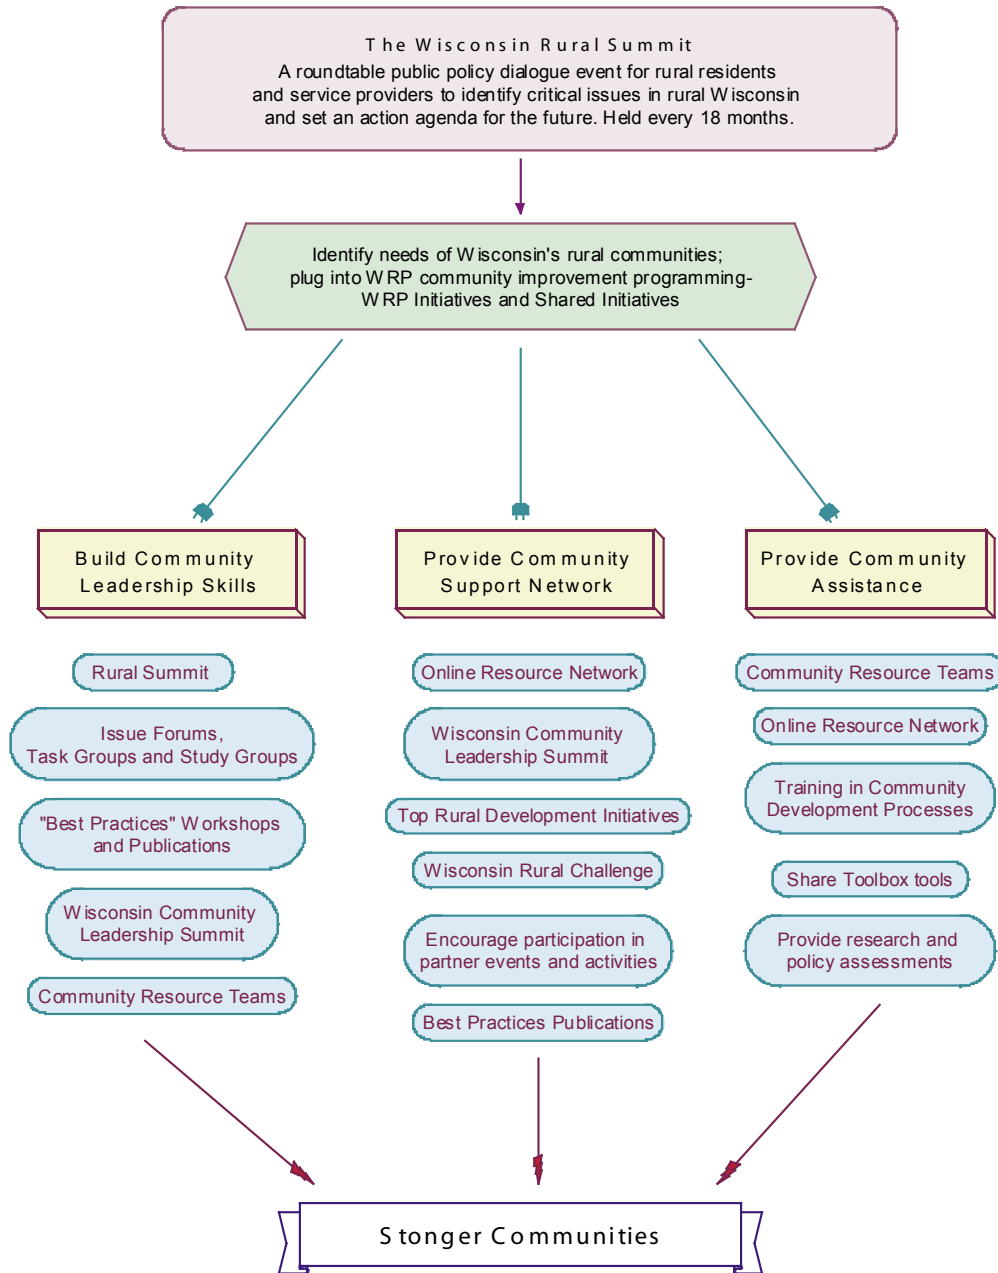 The Wisconsin Rural Summit
A roundtable public policy dialogue event for rural residents
and service providers to identify critical issues in rural Wisconsin
and set an action agenda for the future. Held every 18 months.
Identify needs of Wisconsin's rural communities;
plug into WRP community improvement programming-
WRP Initiatives and Shared Initiatives
Build Community
Leadership Skills
Rural Summit
Issue Forums,
Task Groups and Study Groups
"Best Practices" Workshops
and Publications
Wisconsin Community
Leadership Summit
Community Resource Teams
Provide Community
Support Network
Online Resource Network
Wisconsin Community
Leadership Summit
Top Rural Development Initiatives
Wisconsin Rural Challenge
Encourage participation in
partner events and activities
Best Practices Publications
Provide Community
Assistance
Community Resource Teams
Online Resource Network
Training in Community
Development Processes
Share Toolbox tools
Provide research and
policy assessments
Stonger Communities